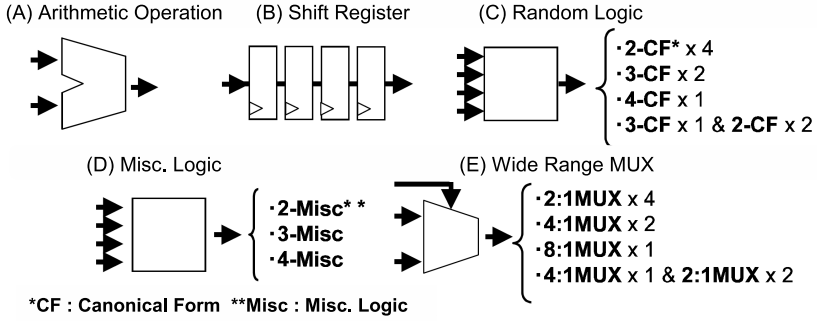 (A) Arithmetic Operation
(B) Shift Register
(C) Random Logic
·2-CF* x 4
·3-CF x 2
·4-CF x 1
·3-CF x 1 & 2-CF x 2
(D) Misc. Logic
·2-Misc* *
·3-Misc
·4-Misc
(E) Wide Range MUX
·2:1MUX x 4
·4:1MUX x 2
·8:1MUX x 1
·4:1MUX x 1 & 2:1MUX x 2
*CF : Canonical Form **Misc : Misc. Logic